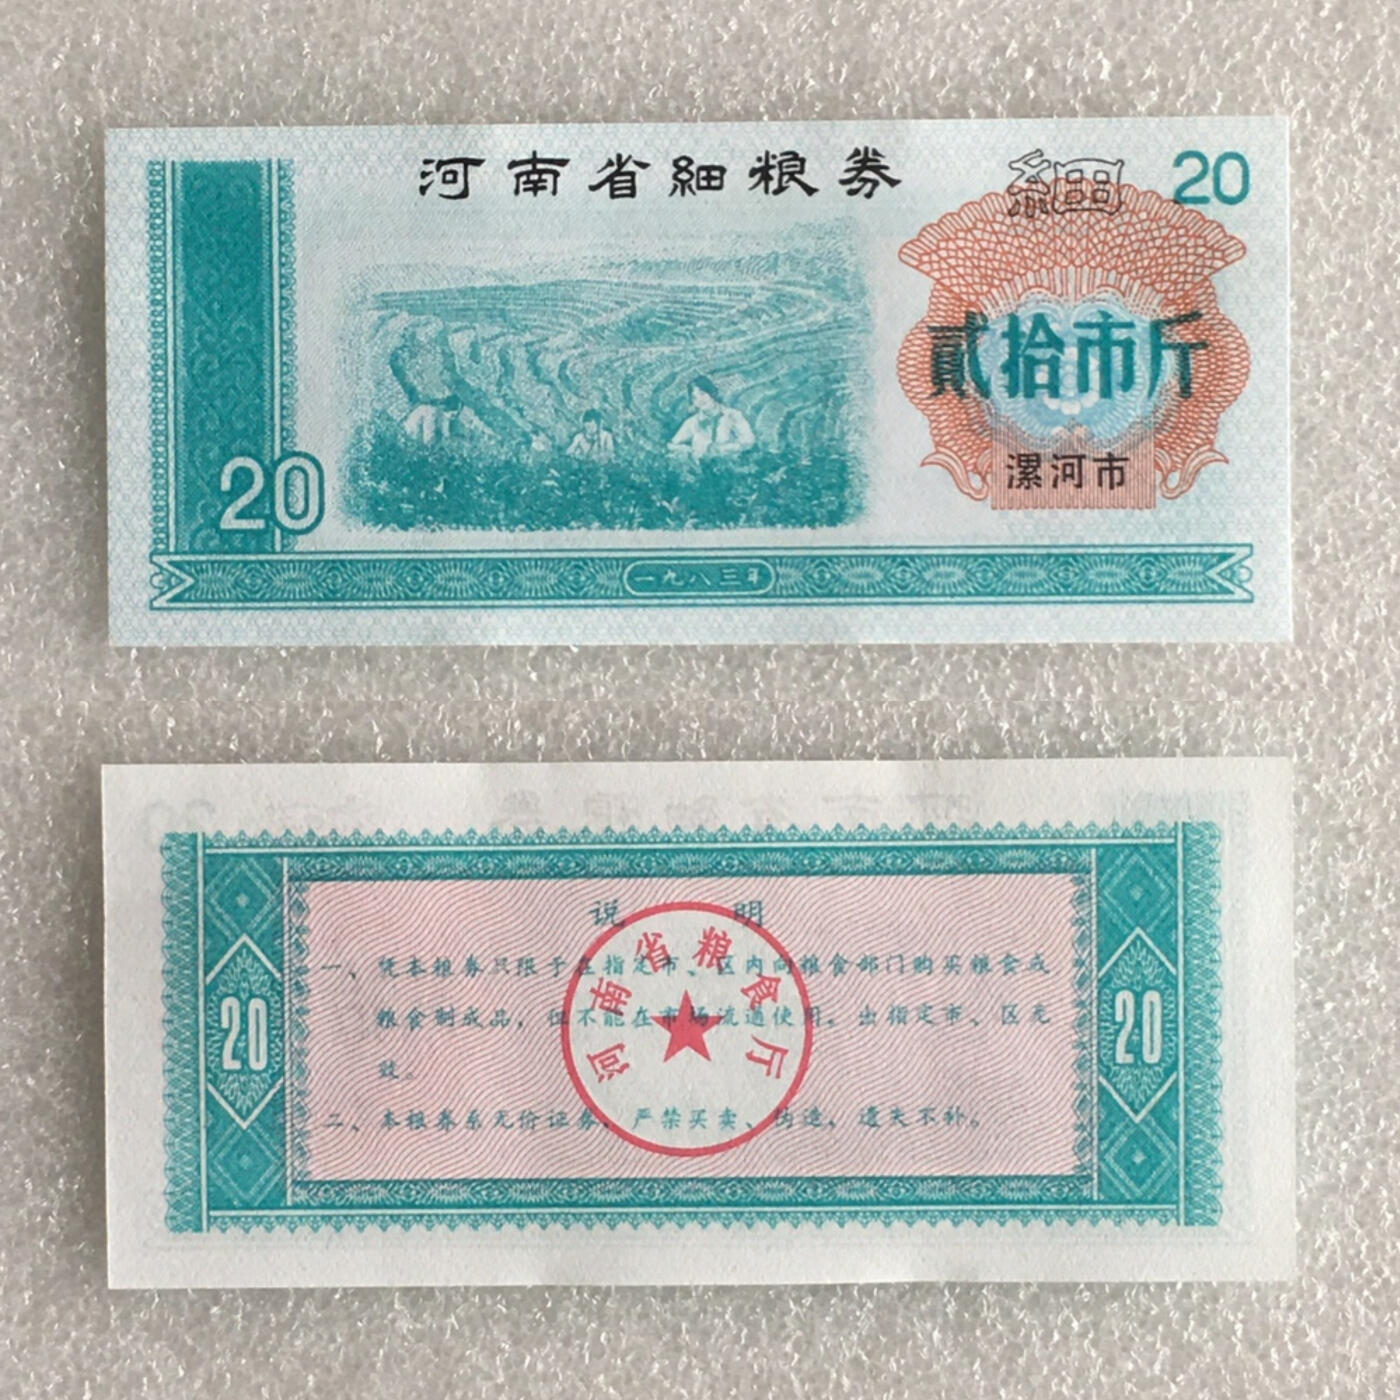 河南省细粮券
細 20
貳拾市斤
漯河市
20
一九八三年
说 明
一、凭本粮券只限于在指定市、区内向粮食部门购买粮食或
粮食制成品，但不能在市场流通使用。出指定市、区无
效。
二、本粮券系无价证券，严禁买卖、伪造，遗失不补。
河南省粮食厅
20
20